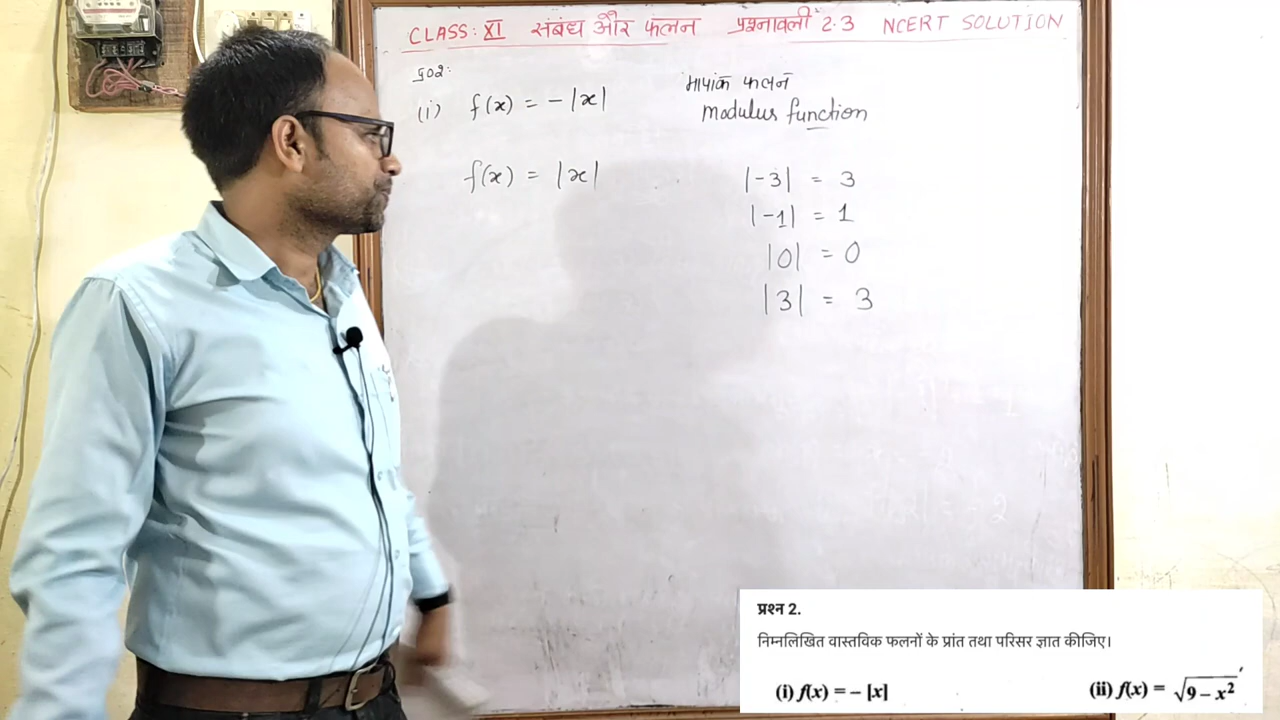 CLASS: XI संबंध और फलन प्रश्नावली 2.3 NCERT SOLUTION
प्र02:
(i) f(x) = - |x|
मापांक फलन
Modulus function
f(x) = |x|
|-3| = 3
|-1| = 1
|0| = 0
|3| = 3
प्रश्न 2.
निम्नलिखित वास्तविक फलनों के प्रांत तथा परिसर ज्ञात कीजिए।
(i) f(x) = – [x] (ii) f(x) = √9 – x²